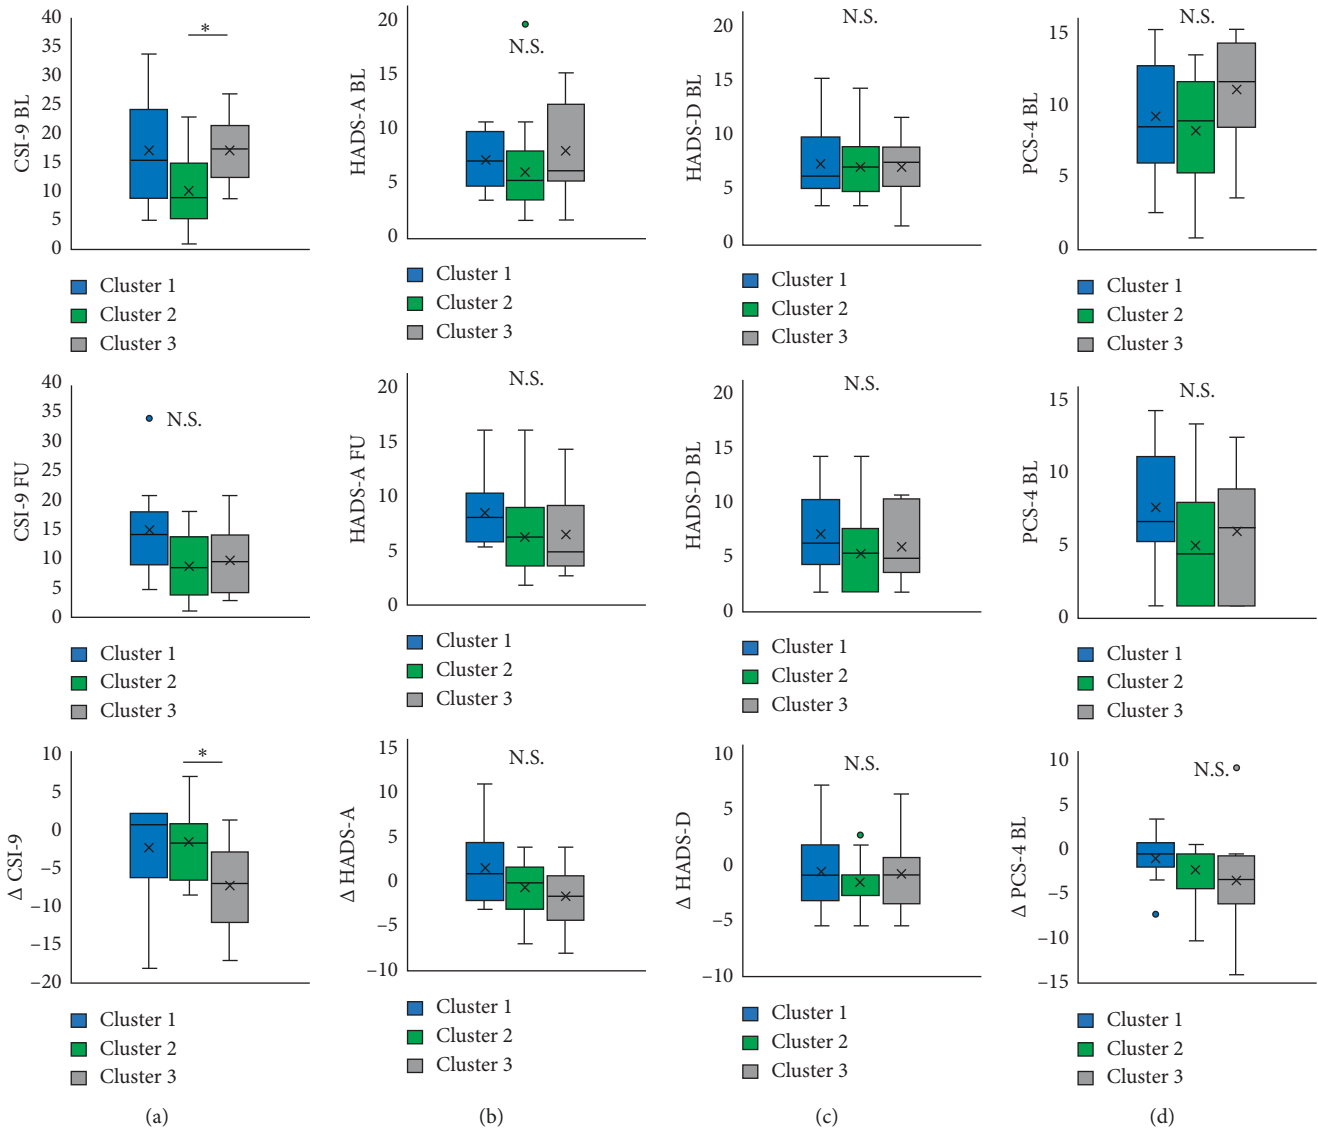 CSI-9 BL
40
35
30
25
20
15
10
5
0
*
Cluster 1
Cluster 2
Cluster 3
HADS-A BL
20
15
10
5
0
N.S.
Cluster 1
Cluster 2
Cluster 3
HADS-D BL
20
15
10
5
0
N.S.
Cluster 1
Cluster 2
Cluster 3
PCS-4 BL
15
10
5
0
N.S.
Cluster 1
Cluster 2
Cluster 3
CSI-9 FU
40
35
30
25
20
15
10
5
0
N.S.
Cluster 1
Cluster 2
Cluster 3
HADS-A FU
20
15
10
5
0
N.S.
Cluster 1
Cluster 2
Cluster 3
HADS-D BL
20
15
10
5
0
N.S.
Cluster 1
Cluster 2
Cluster 3
PCS-4 BL
15
10
5
0
N.S.
Cluster 1
Cluster 2
Cluster 3
Δ CSI-9
10
5
0
−5
−10
−15
−20
*
Cluster 1
Cluster 2
Cluster 3
(a)
Δ HADS-A
15
10
5
0
−5
−10
N.S.
Cluster 1
Cluster 2
Cluster 3
(b)
Δ HADS-D
10
5
0
−5
−10
N.S.
Cluster 1
Cluster 2
Cluster 3
(c)
Δ PCS-4 BL
10
5
0
−5
−10
−15
N.S.
Cluster 1
Cluster 2
Cluster 3
(d)